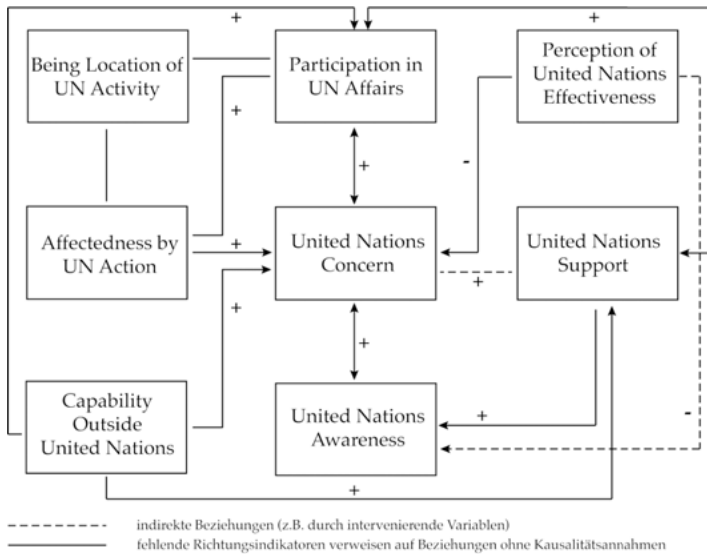 +
+
Being Location of
UN Activity
Participation in
UN Affairs
Perception of
United Nations
Effectiveness
+
+
-
Affectedness by
UN Action
+
United Nations
Concern
+
United Nations
Support
+
+
Capability
Outside
United Nations
United Nations
Awareness
+
-
+
indirekte Beziehungen (z.B. durch intervenierende Variablen)
fehlende Richtungsindikatoren verweisen auf Beziehungen ohne Kausalitätsannahmen